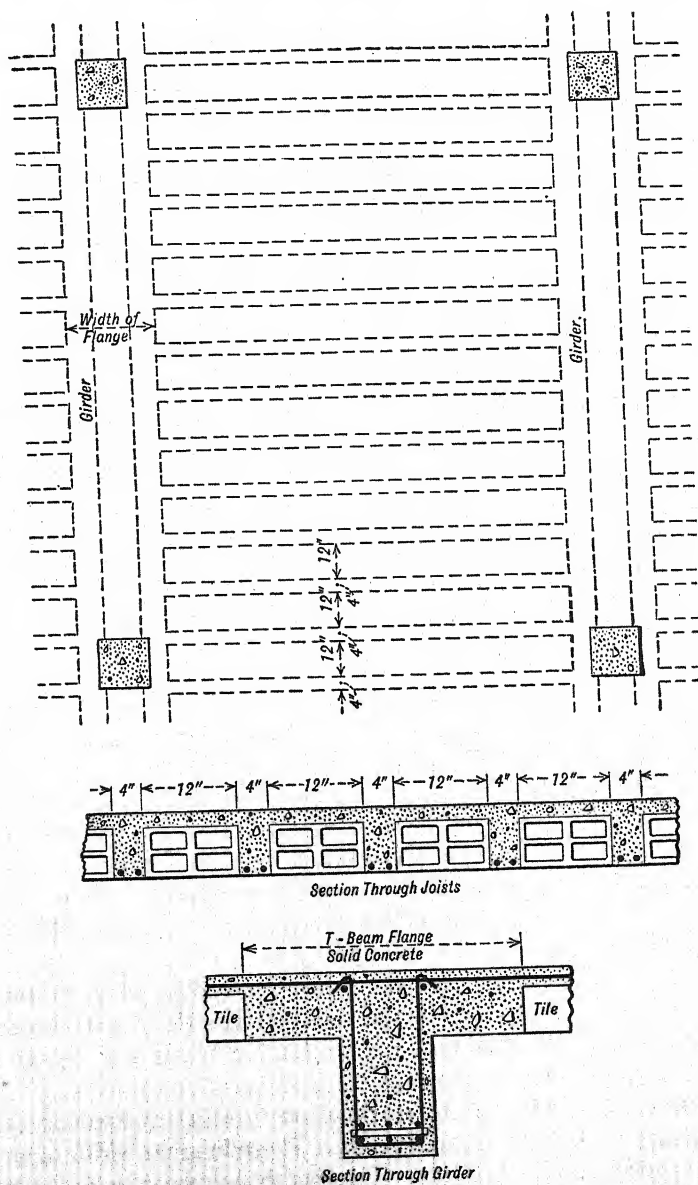 Width of
Flange
Girder
Girder
12"
4"
12"
4"
12"
4"
4" 12" 4" 12" 4" 12" 4" 12" 4"
Section Through Joists
T-Beam Flange
Solid Concrete
Tile
Tile
Section Through Girder